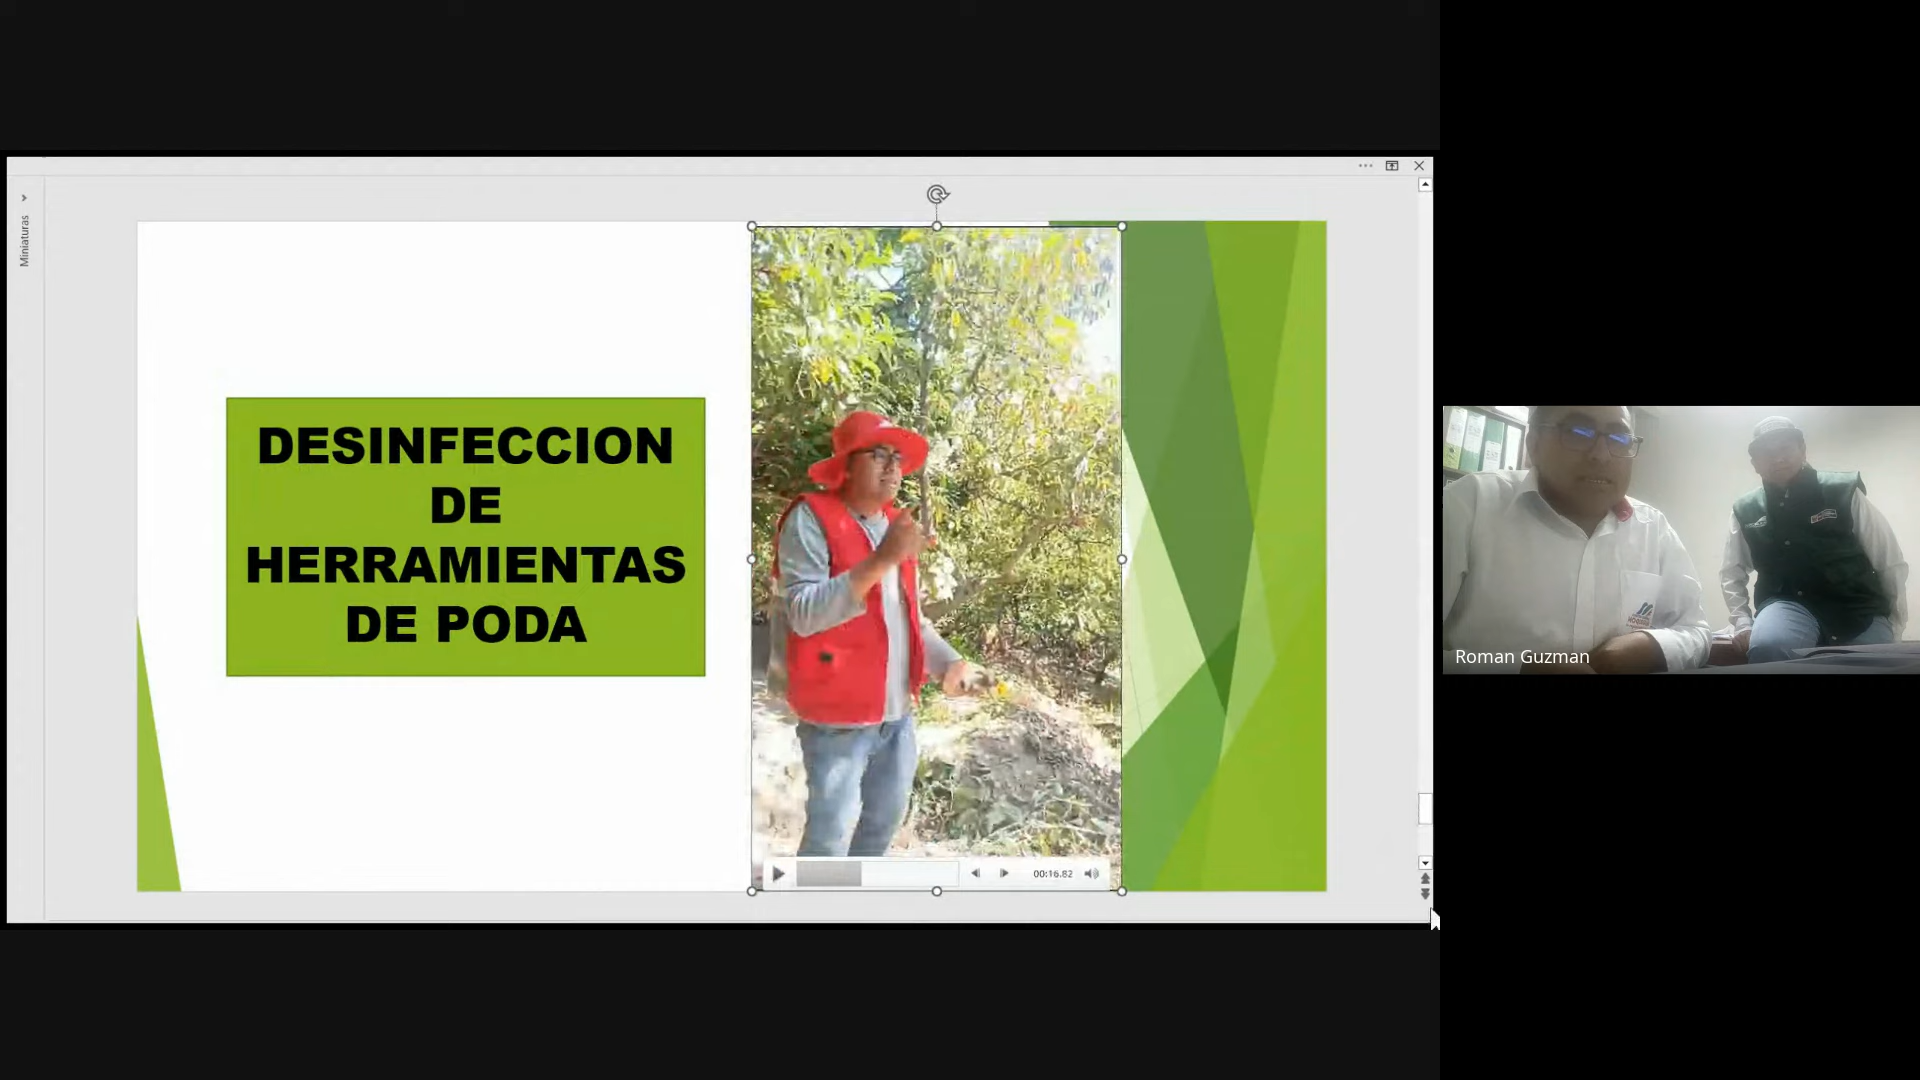 Miniaturas
DESINFECCION
DE
HERRAMIENTAS
DE PODA
00:16.82
Roman Guzman